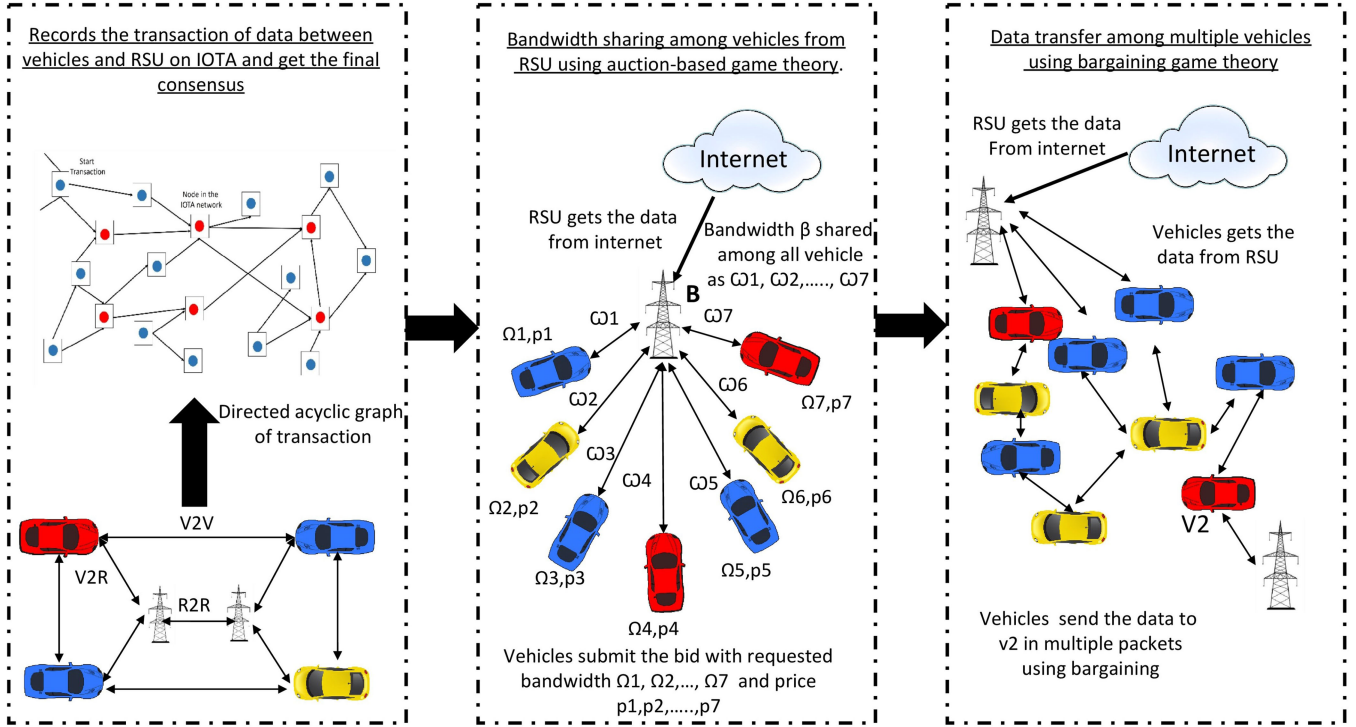 Records the transaction of data between
vehicles and RSU on IOTA and get the final
consensus
Start
Transaction
Node in the
IOTA network
Directed acyclic graph
of transaction
V2V
V2R
R2R
Bandwidth sharing among vehicles from
RSU using auction-based game theory.
Internet
RSU gets the data
from internet
Bandwidth β shared
among all vehicle
as ω1, ω2,....., ω7
B
ω1
ω7
Ω1,p1
ω2
ω6
Ω7,p7
ω3
ω4
ω5
Ω2,p2
Ω6,p6
Ω3,p3
Ω5,p5
Ω4,p4
Vehicles submit the bid with requested
bandwidth Ω1, Ω2,..., Ω7 and price
p1,p2,.....,p7
Data transfer among multiple vehicles
using bargaining game theory
RSU gets the data
From internet
Internet
Vehicles gets the
data from RSU
V2
Vehicles send the data to
v2 in multiple packets
using bargaining